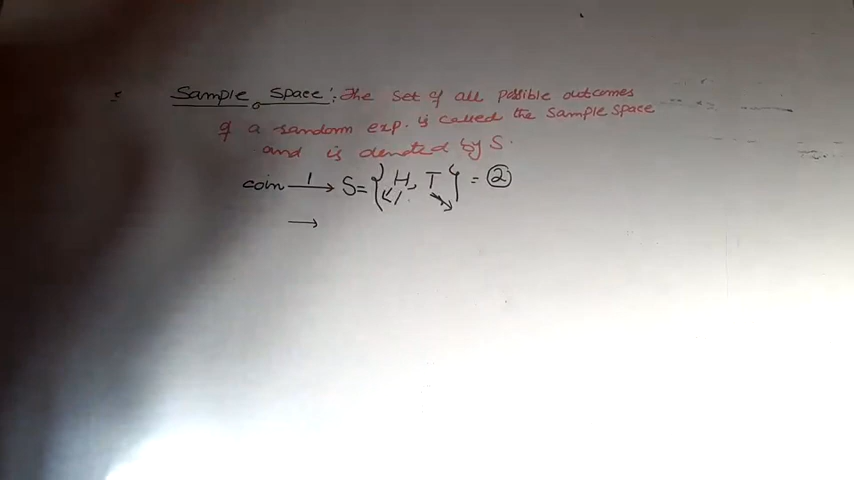 Sample Space: The set of all possible outcomes
of a random exp. is called the sample space
and is denoted by S.
coin 1→ S = {H, T} = 2
→